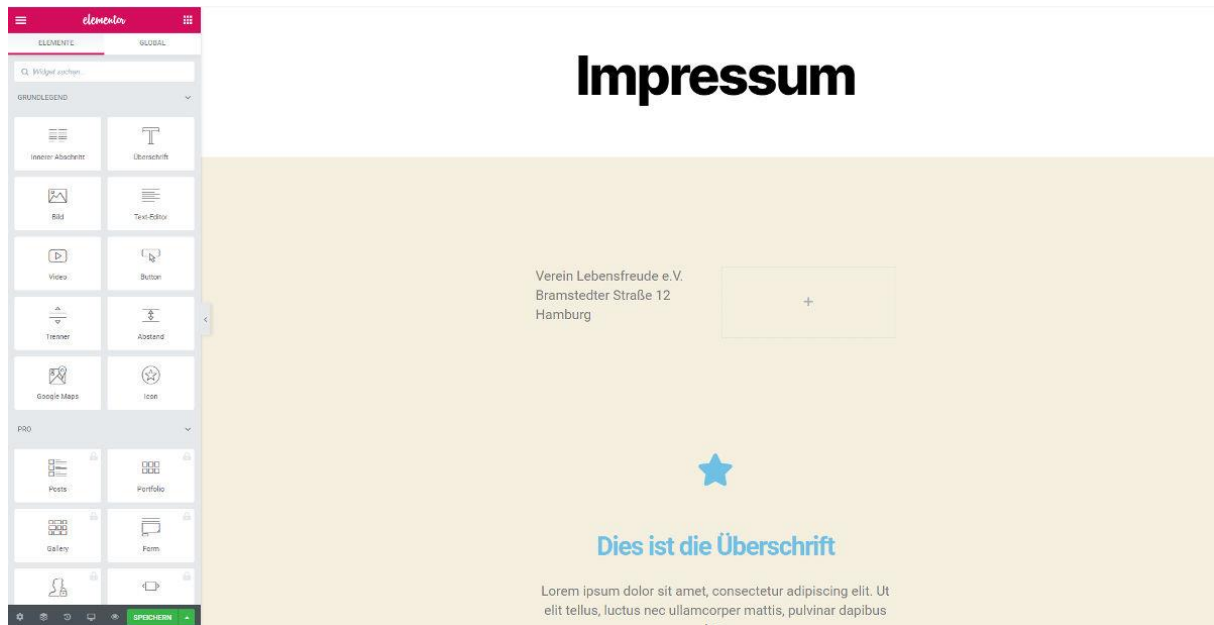 elementor
ELEMENTE GLOBAL
Widget suchen...
GRUNDLEGEND
Innerer Abschnitt Überschrift
Bild Text-Editor
Video Button
Trenner Abstand
Google Maps Icon
PRO
Posts Portfolio
Gallery Form
SPEICHERN
Impressum
Verein Lebensfreude e.V.
Bramstedter Straße 12
Hamburg
Dies ist die Überschrift
Lorem ipsum dolor sit amet, consectetur adipiscing elit. Ut
elit tellus, luctus nec ullamcorper mattis, pulvinar dapibus